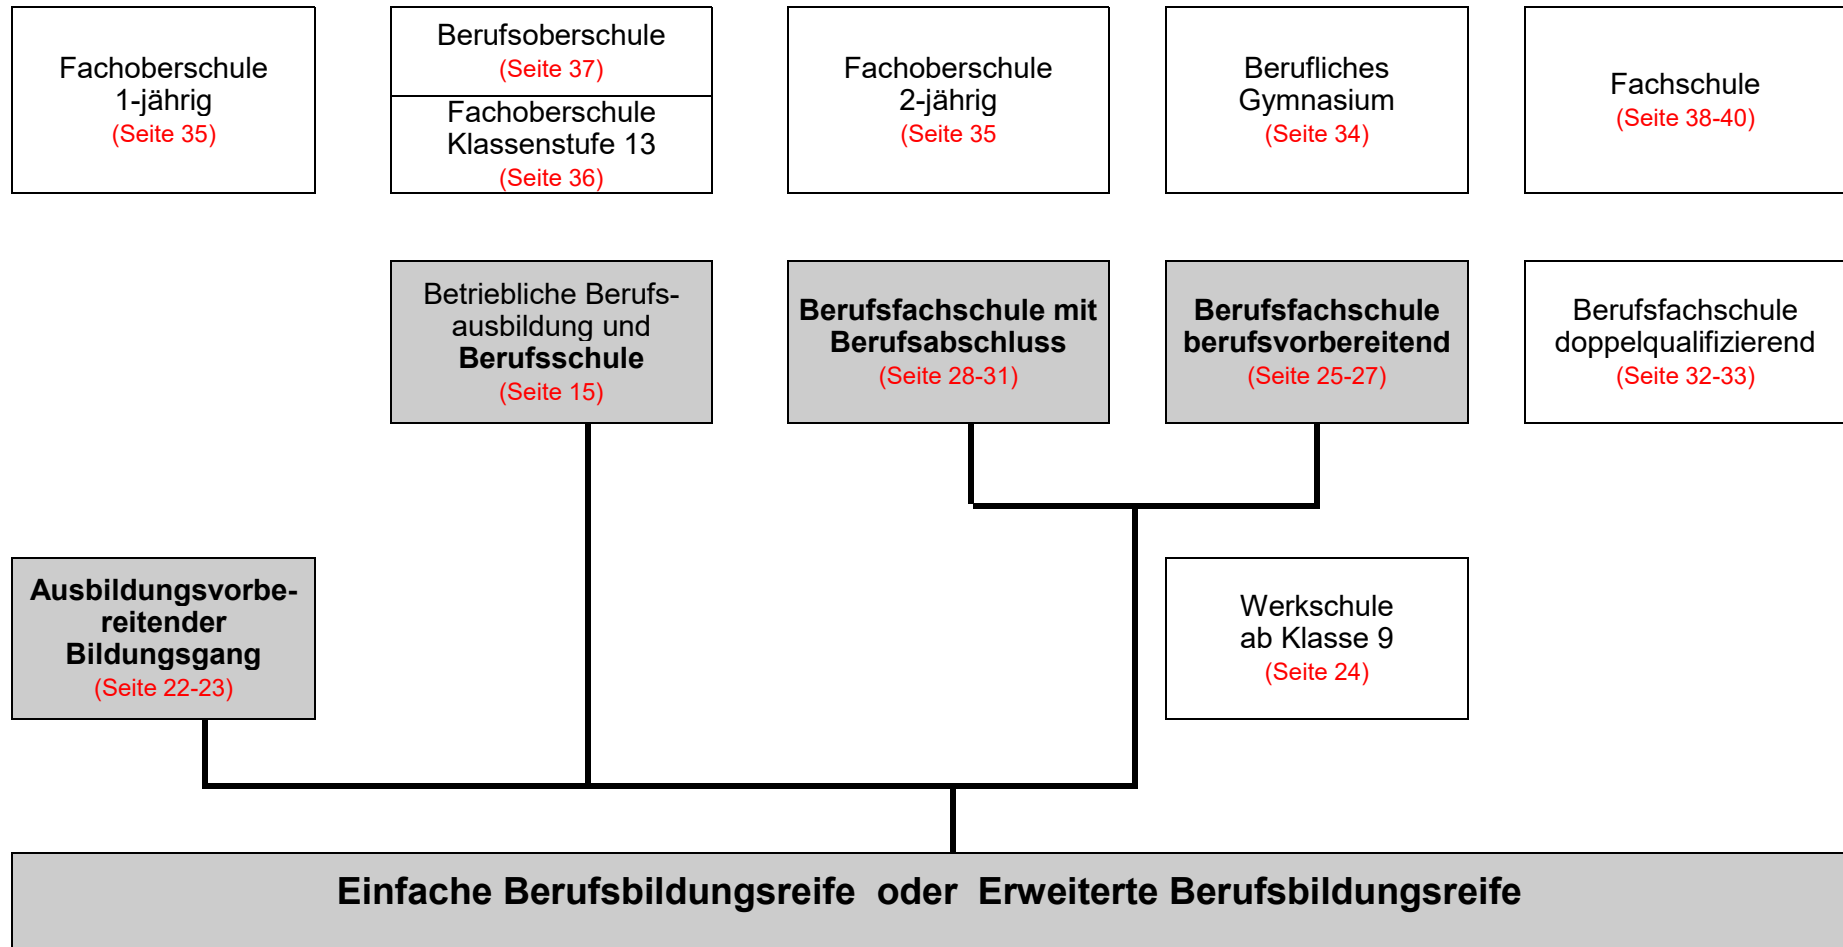 Fachoberschule
1-jährig
(Seite 35)
Berufsoberschule
(Seite 37)
Fachoberschule
Klassenstufe 13
(Seite 36)
Fachoberschule
2-jährig
(Seite 35
Berufliches
Gymnasium
(Seite 34)
Fachschule
(Seite 38-40)
Betriebliche Berufs-
ausbildung und
Berufsschule
(Seite 15)
Berufsfachschule mit
Berufsabschluss
(Seite 28-31)
Berufsfachschule
berufsvorbereitend
(Seite 25-27)
Berufsfachschule
doppelqualifizierend
(Seite 32-33)
Ausbildungsvorbe-
reitender
Bildungsgang
(Seite 22-23)
Werkschule
ab Klasse 9
(Seite 24)
Einfache Berufsbildungsreife oder Erweiterte Berufsbildungsreife